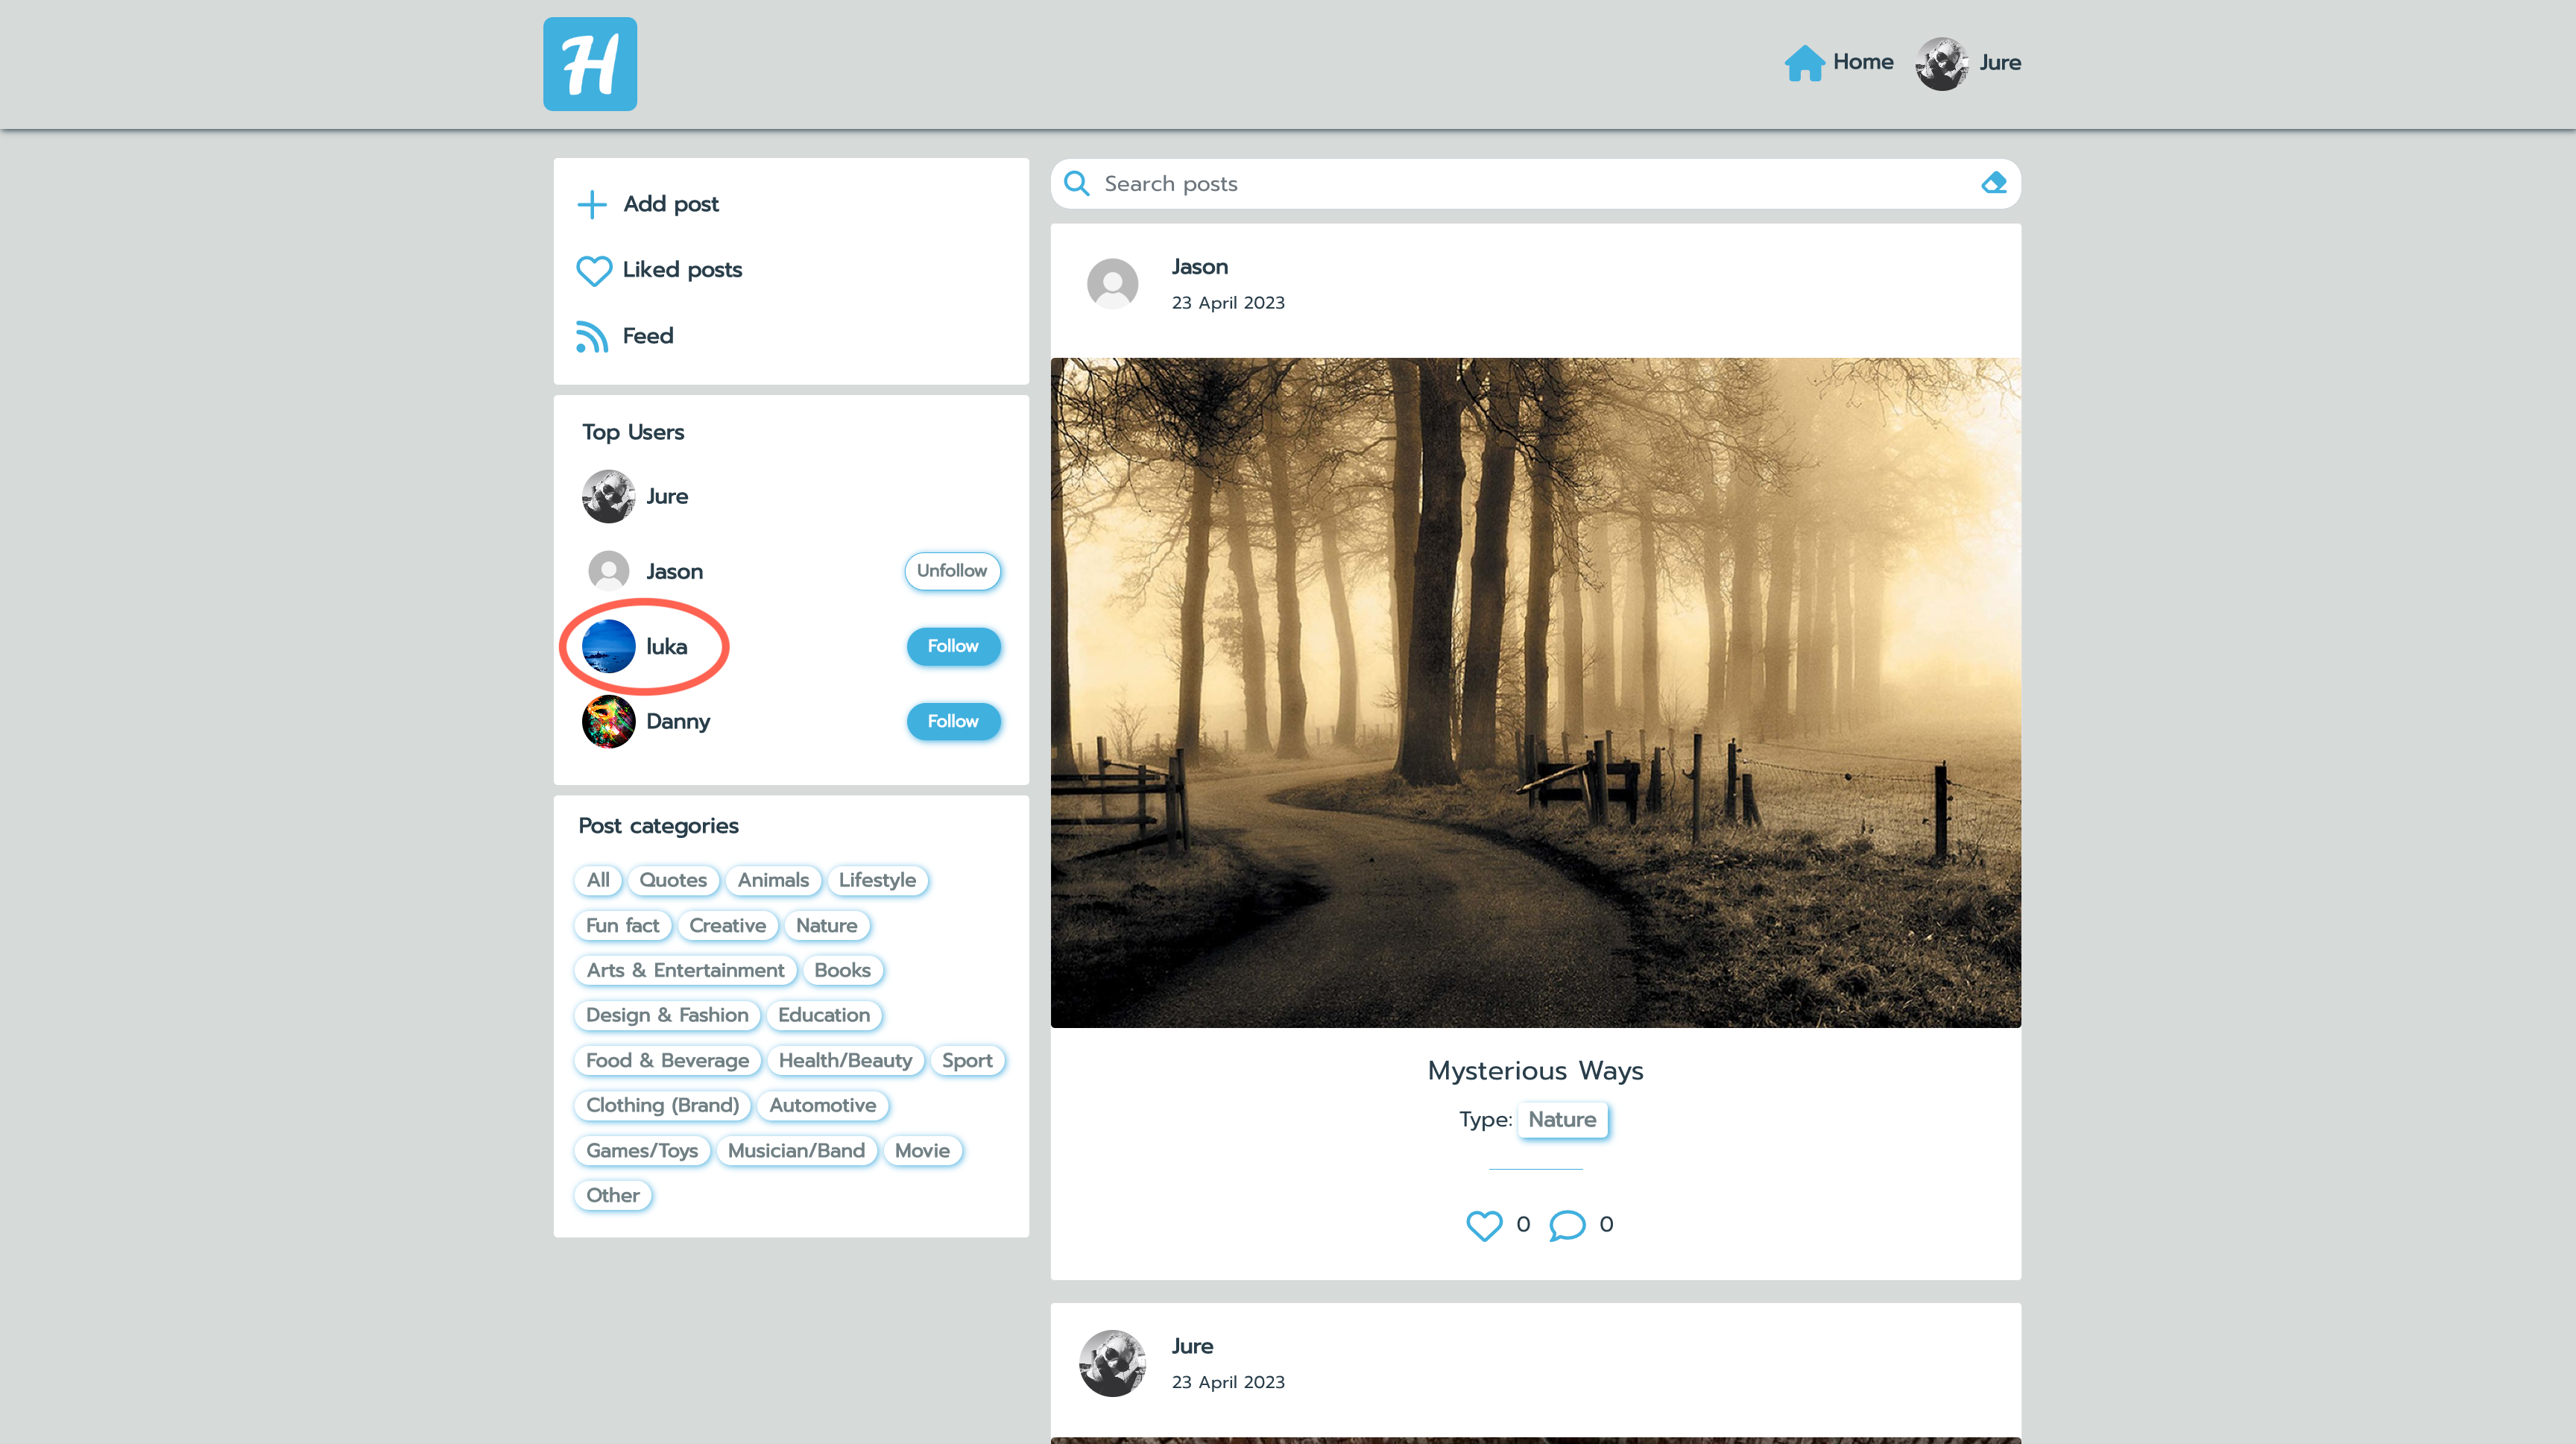 H
Home Jure
Add post
Liked posts
Feed
Top Users
Jure
Jason Unfollow
luka Follow
Danny Follow
Post categories
All Quotes Animals Lifestyle
Fun fact Creative Nature
Arts & Entertainment Books
Design & Fashion Education
Food & Beverage Health/Beauty Sport
Clothing (Brand) Automotive
Games/Toys Musician/Band Movie
Other
Search posts
Jason
23 April 2023
Mysterious Ways
Type: Nature
0 0
Jure
23 April 2023